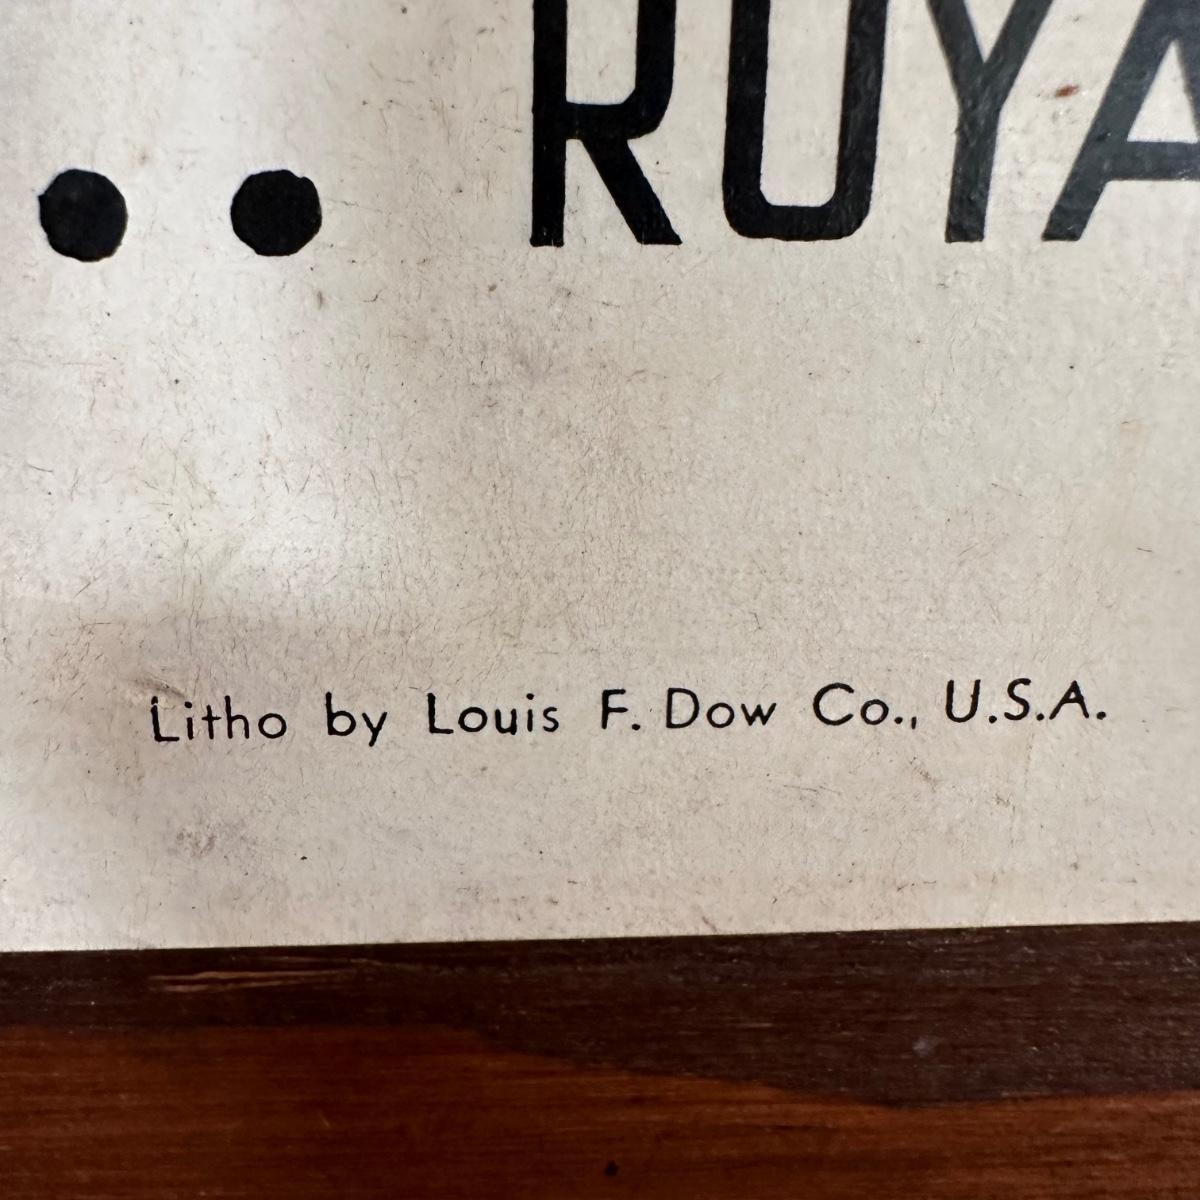 .. ROYA
Litho by Louis F. Dow Co., U.S.A.